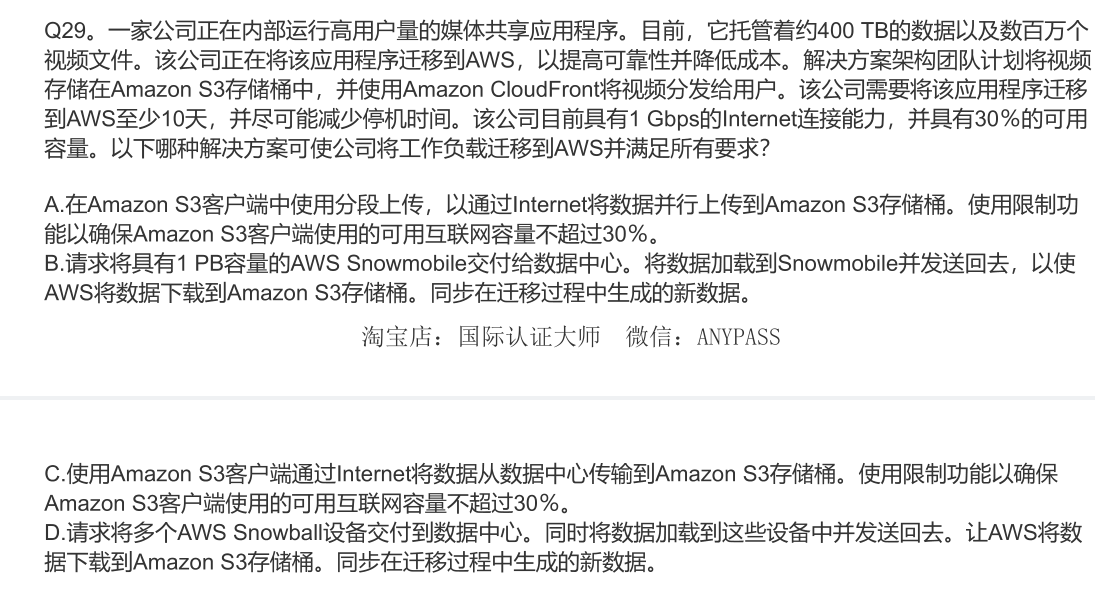 Q29。一家公司正在内部运行高用户量的媒体共享应用程序。目前，它托管着约400 TB的数据以及数百万个
视频文件。该公司正在将该应用程序迁移到AWS，以提高可靠性并降低成本。解决方案架构团队计划将视频
存储在Amazon S3存储桶中，并使用Amazon CloudFront将视频分发给用户。该公司需要将该应用程序迁移
到AWS至少10天，并尽可能减少停机时间。该公司目前具有1 Gbps的Internet连接能力，并具有30％的可用
容量。以下哪种解决方案可使公司将工作负载迁移到AWS并满足所有要求？
A.在Amazon S3客户端中使用分段上传，以通过Internet将数据并行上传到Amazon S3存储桶。使用限制功
能以确保Amazon S3客户端使用的可用互联网容量不超过30％。
B.请求将具有1 PB容量的AWS Snowmobile交付给数据中心。将数据加载到Snowmobile并发送回去，以使
AWS将数据下载到Amazon S3存储桶。同步在迁移过程中生成的新数据。
淘宝店：国际认证大师 微信：ANYPASS
C.使用Amazon S3客户端通过Internet将数据从数据中心传输到Amazon S3存储桶。使用限制功能以确保
Amazon S3客户端使用的可用互联网容量不超过30％。
D.请求将多个AWS Snowball设备交付到数据中心。同时将数据加载到这些设备中并发送回去。让AWS将数
据下载到Amazon S3存储桶。同步在迁移过程中生成的新数据。